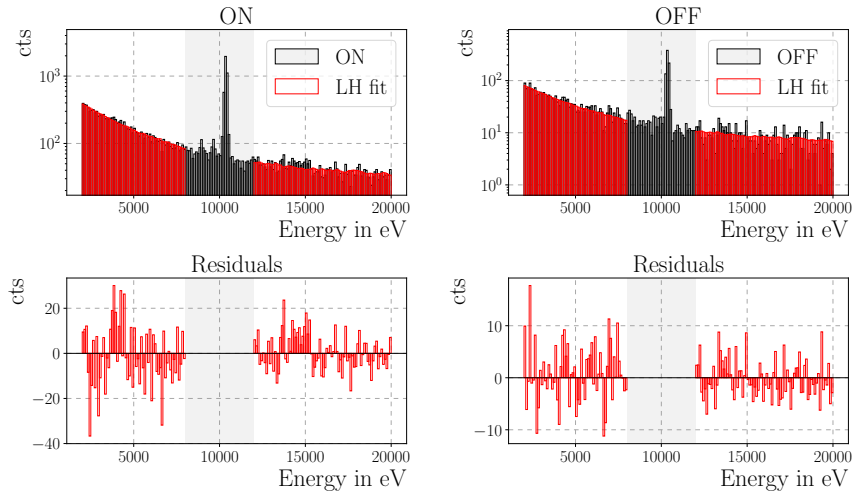 ON
cts
10³
10²
ON
LH fit
5000 10000 15000 20000
Energy in eV
OFF
cts
10²
10¹
10⁰
OFF
LH fit
5000 10000 15000 20000
Energy in eV
Residuals
cts
20
0
−20
−40
5000 10000 15000 20000
Energy in eV
Residuals
cts
10
0
−10
5000 10000 15000 20000
Energy in eV